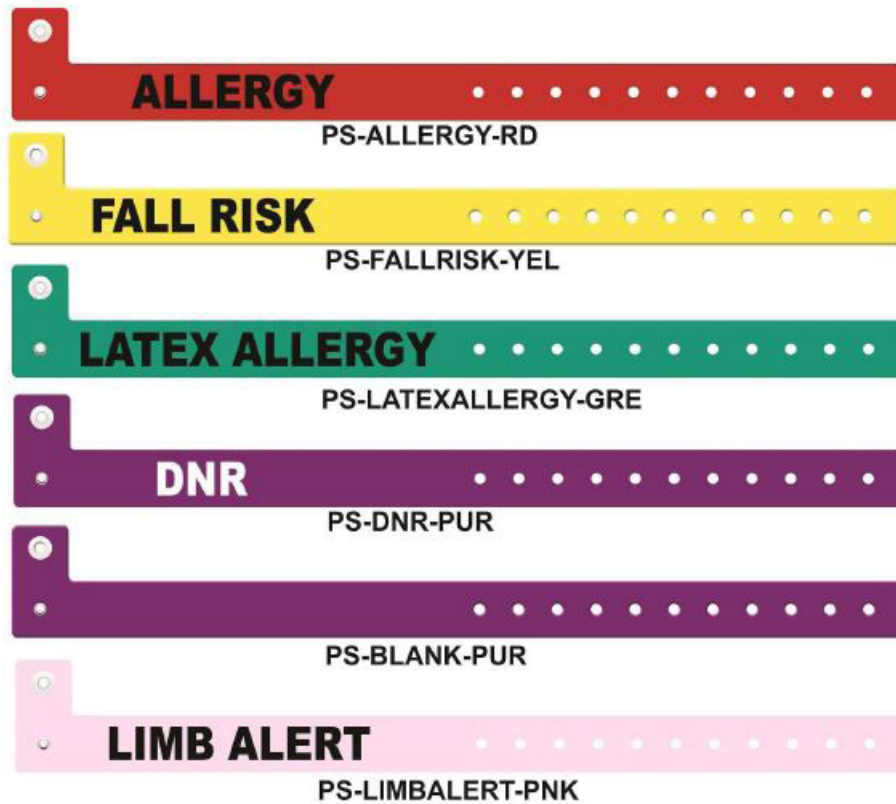 ALLERGY
PS-ALLERGY-RD
FALL RISK
PS-FALLRISK-YEL
LATEX ALLERGY
PS-LATEXALLERGY-GRE
DNR
PS-DNR-PUR
PS-BLANK-PUR
LIMB ALERT
PS-LIMBALERT-PNK